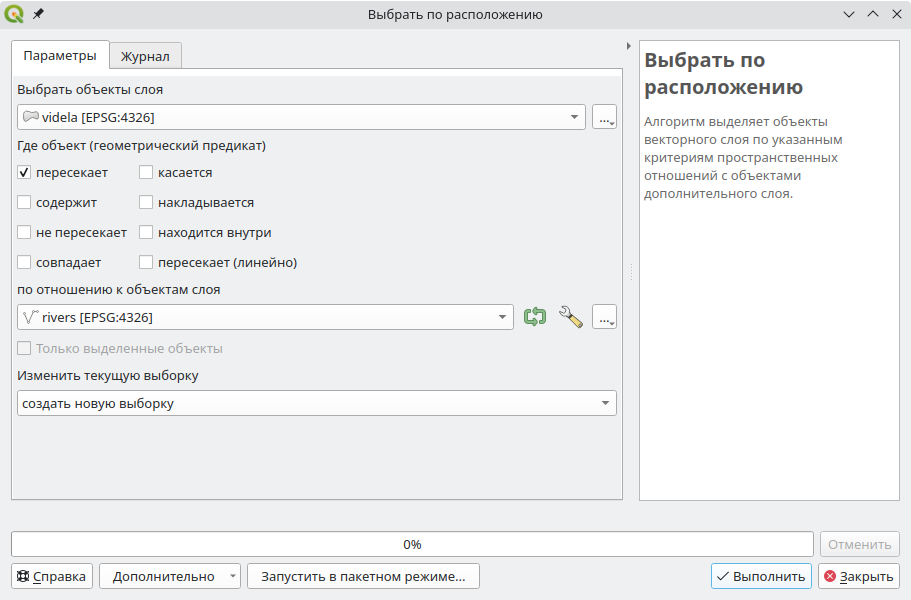 Выбрать по расположению
Параметры
Журнал
Выбрать объекты слоя
videla [EPSG:4326]
...
Где объект (геометрический предикат)
пересекает
касается
содержит
накладывается
не пересекает
находится внутри
совпадает
пересекает (линейно)
по отношению к объектам слоя
rivers [EPSG:4326]
...
Только выделенные объекты
Изменить текущую выборку
создать новую выборку
Выбрать по
расположению
Алгоритм выделяет объекты
векторного слоя по указанным
критериям пространственных
отношений с объектами
дополнительного слоя.
0%
Отменить
Справка
Дополнительно
Запустить в пакетном режиме...
Выполнить
Закрыть